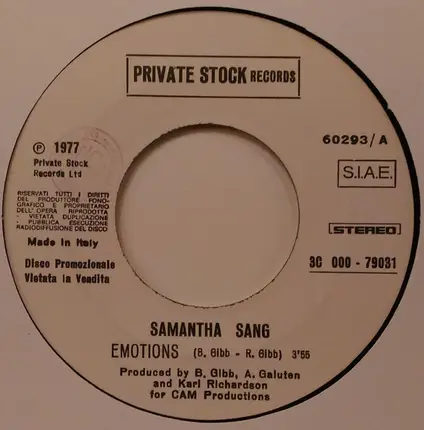 PRIVATE STOCK RECORDS
60293/A
℗ 1977
Private Stock
Records Ltd
S.I.A.E.
RISERVATI TUTTI I DIRITTI
DEL PRODUTTORE FONO-
GRAFICO E PROPRIETARIO
DELL'OPERA RIPRODOTTA
- VIETATA DUPLICAZIONE
- PUBBLICA ESECUZIONE
RADIODIFFUSIONE DEL DISCO
STEREO
Made in Italy
Disco Promozionale
Vietata in Vendita
3C 000 - 79031
SAMANTHA SANG
EMOTIONS (B. Gibb - R. Gibb) 3'55
Produced by B. Gibb, A. Galuten
and Karl Richardson
for CAM Productions